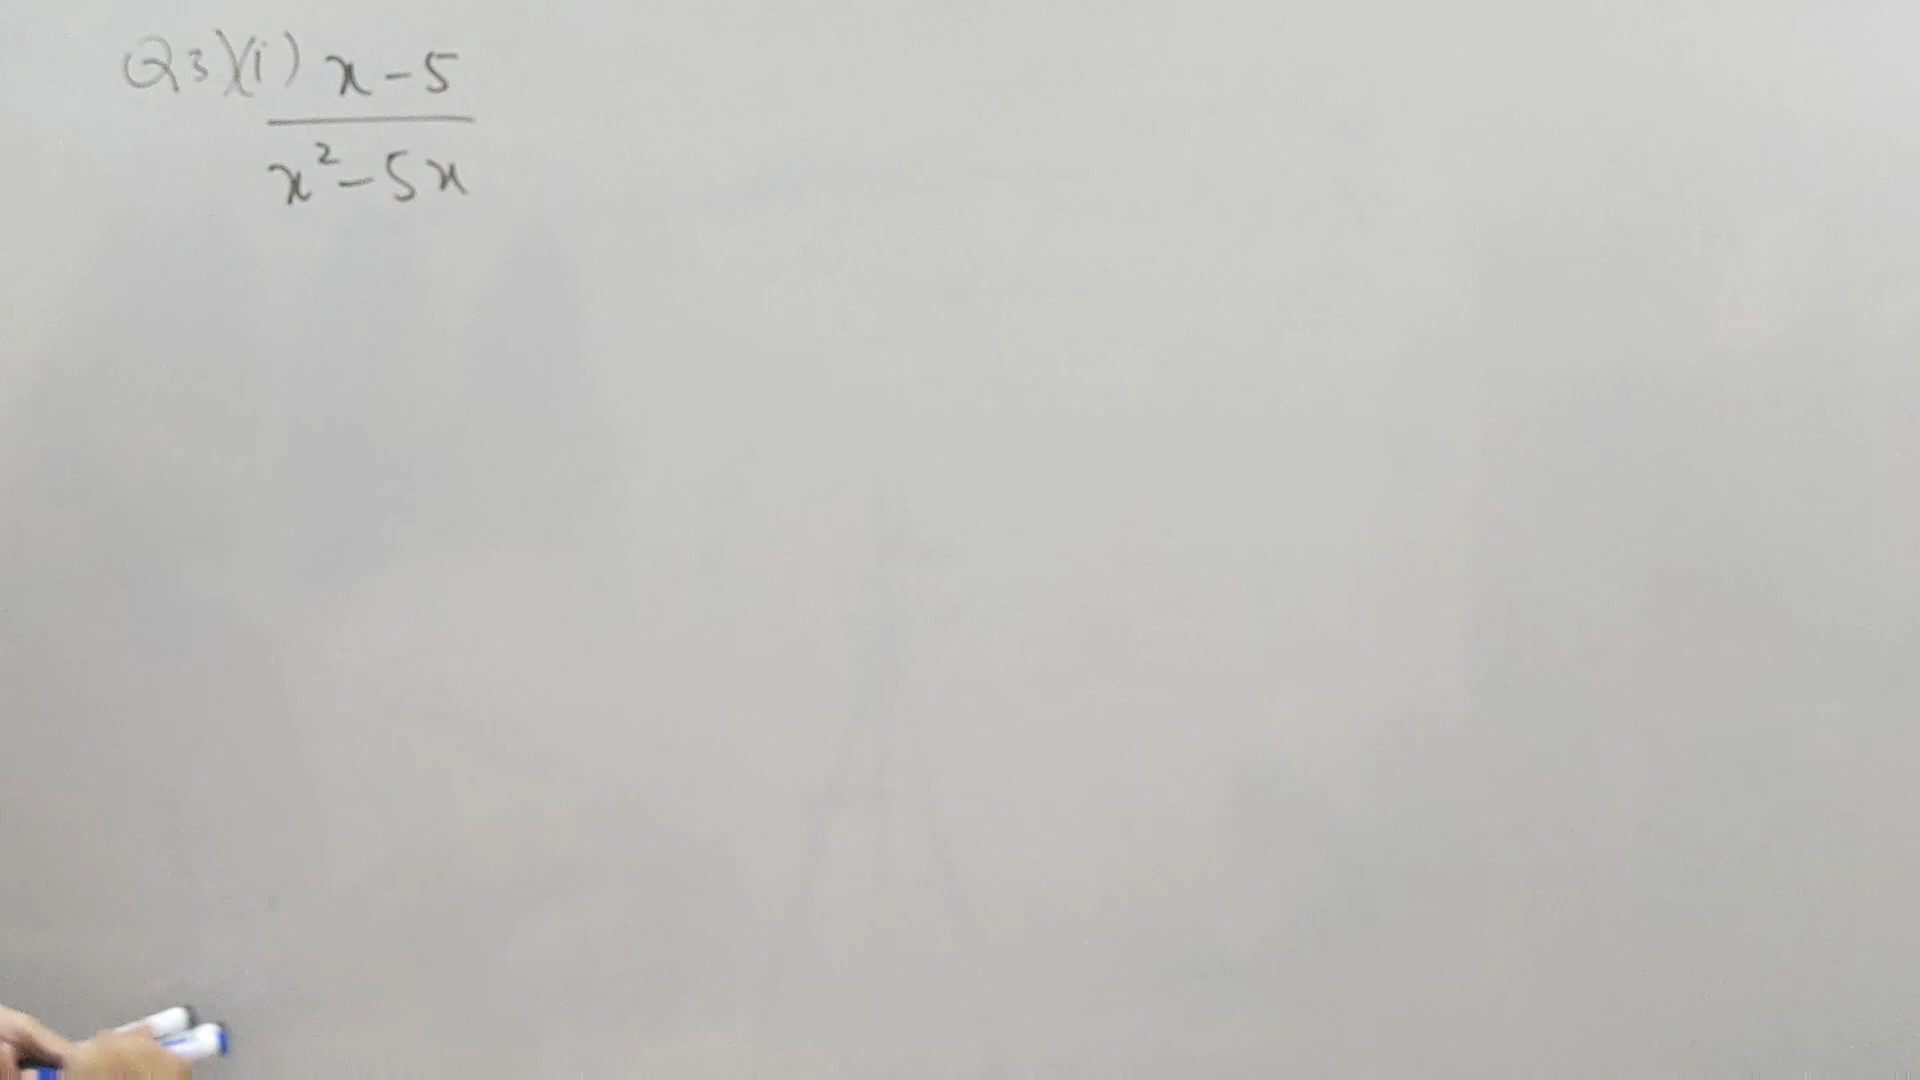 Q3)(i) x - 5
x² - 5x